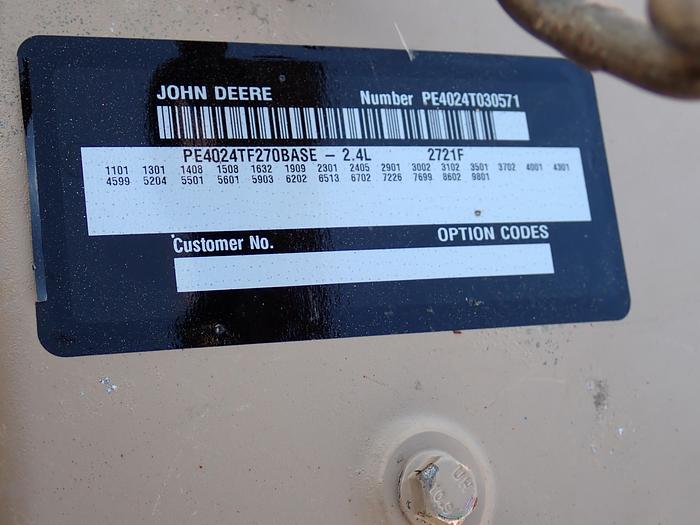 JOHN DEERE Number PE4024T030571
PE4024TF270BASE - 2.4L 2721F
1101 1301 1408 1508 1632 1909 2301 2405 2901 3002 3102 3501 3702 4001 4301
4599 5204 5501 5601 5903 6202 6513 6702 7226 7699 8602 9801
Customer No. OPTION CODES
10.9